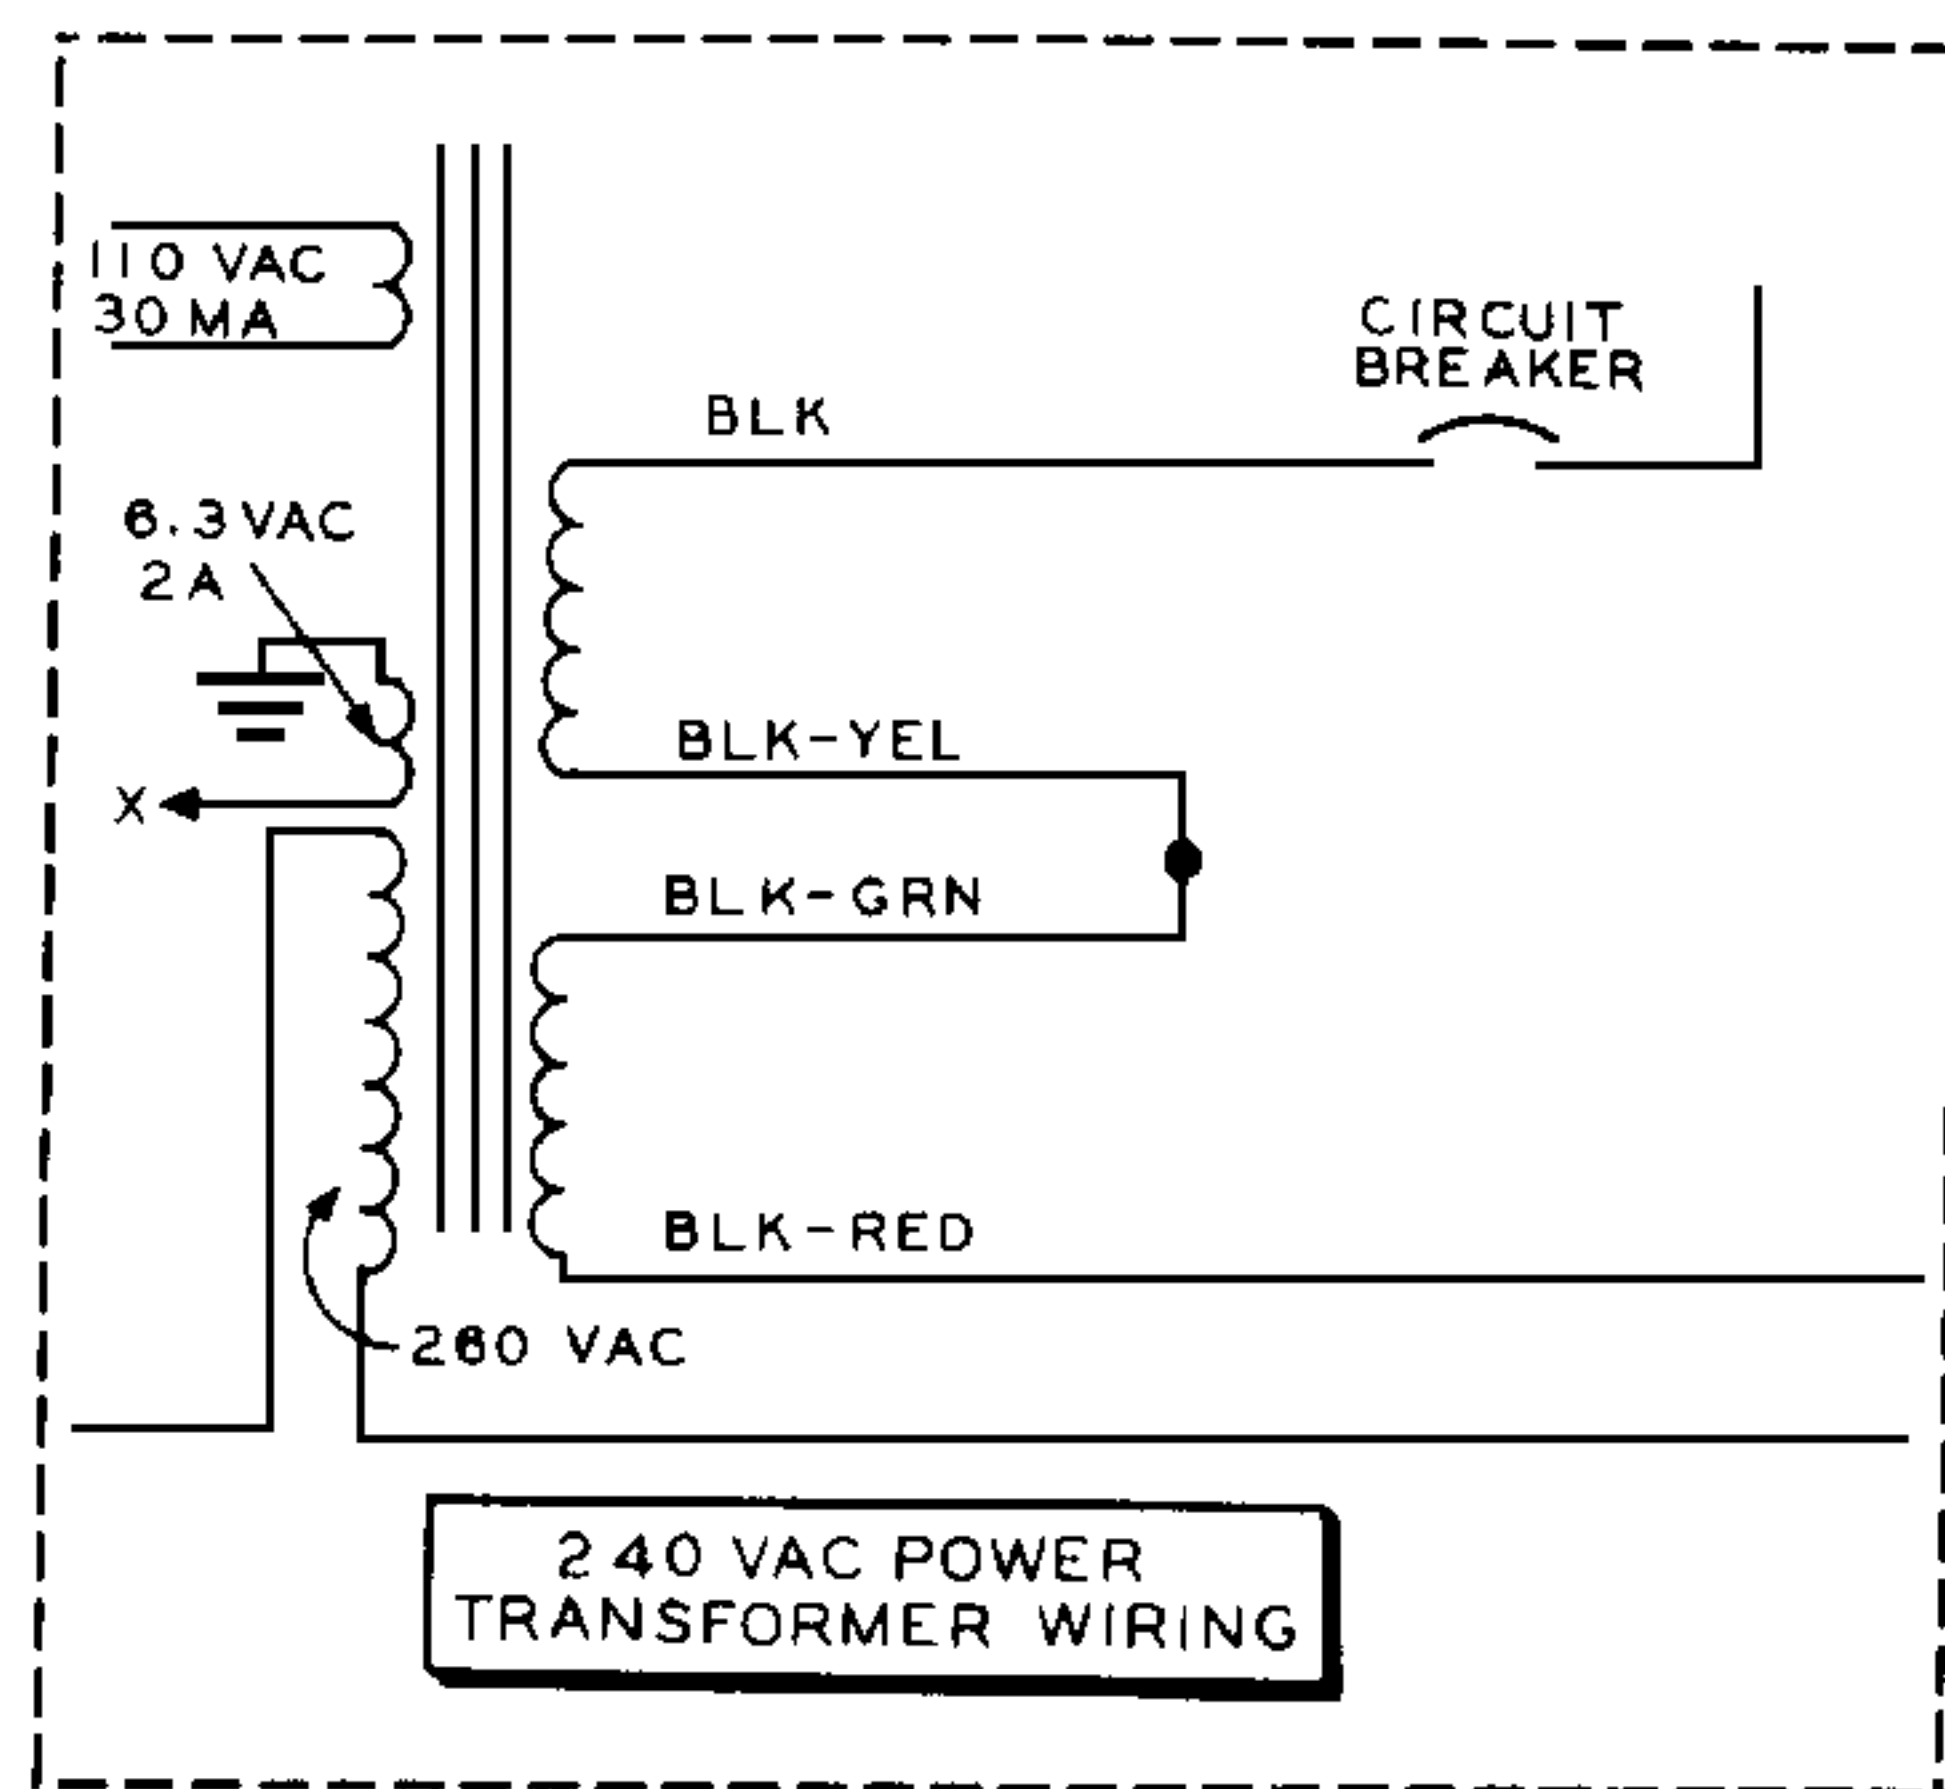 110 VAC
30 MA
CIRCUIT
BREAKER
BLK
6.3 VAC
2 A
BLK-YEL
X
BLK-GRN
BLK-RED
260 VAC
240 VAC POWER
TRANSFORMER WIRING